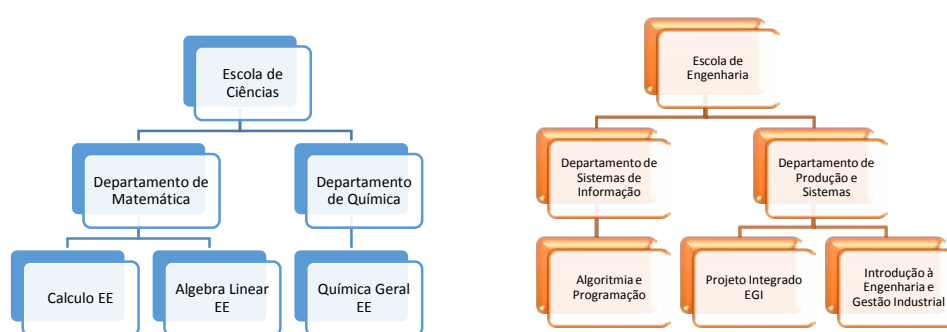 Escola de
Ciências
Departamento de
Matemática
Departamento
de Química
Calculo EE
Algebra Linear
EE
Química Geral
EE
Escola de
Engenharia
Departamento de
Sistemas de
Informação
Departamento de
Produção e
Sistemas
Algoritmia e
Programação
Projeto Integrado
EGI
Introdução à
Engenharia e
Gestão Industrial